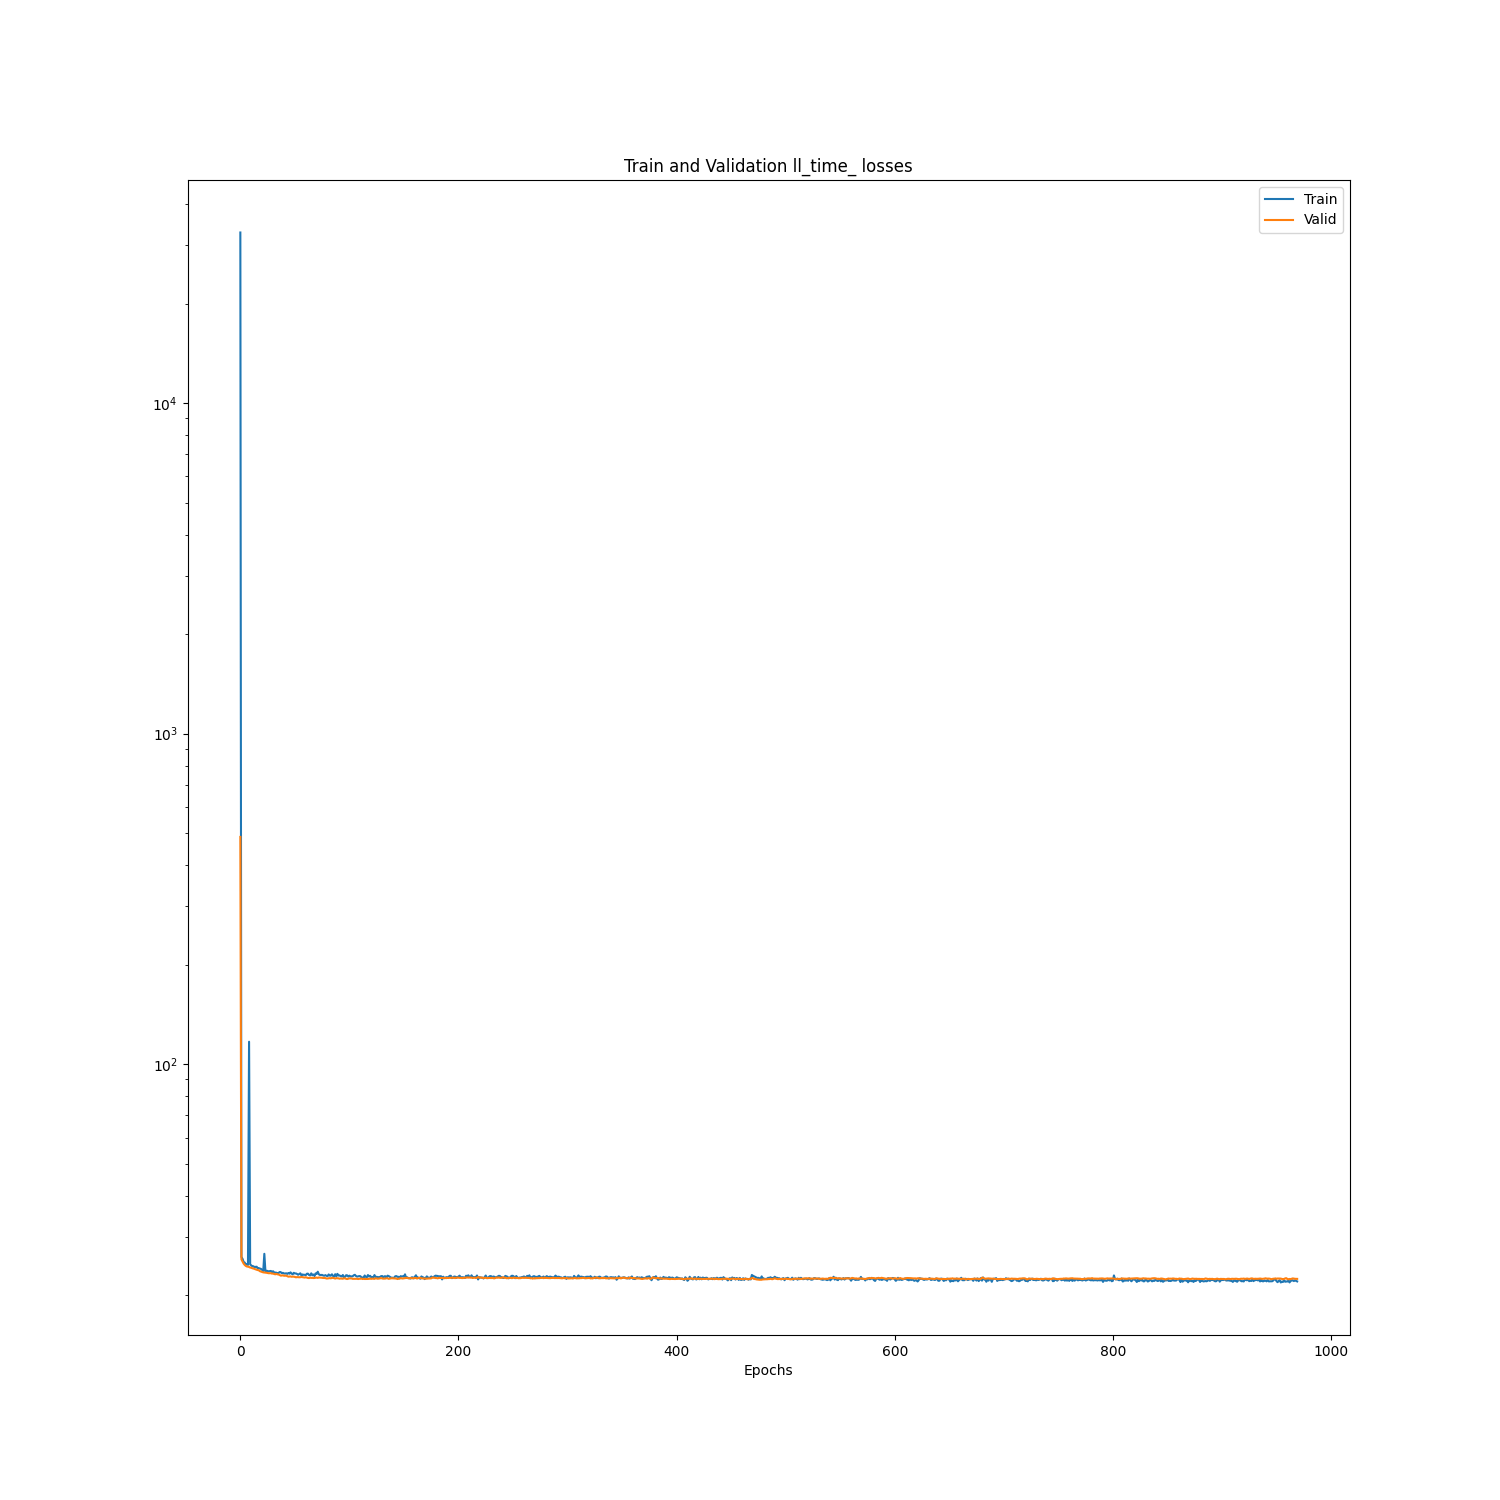 Train and Validation ll_time_ losses
Train
Valid
10^4
10^3
10^2
0 200 400 600 800 1000
Epochs